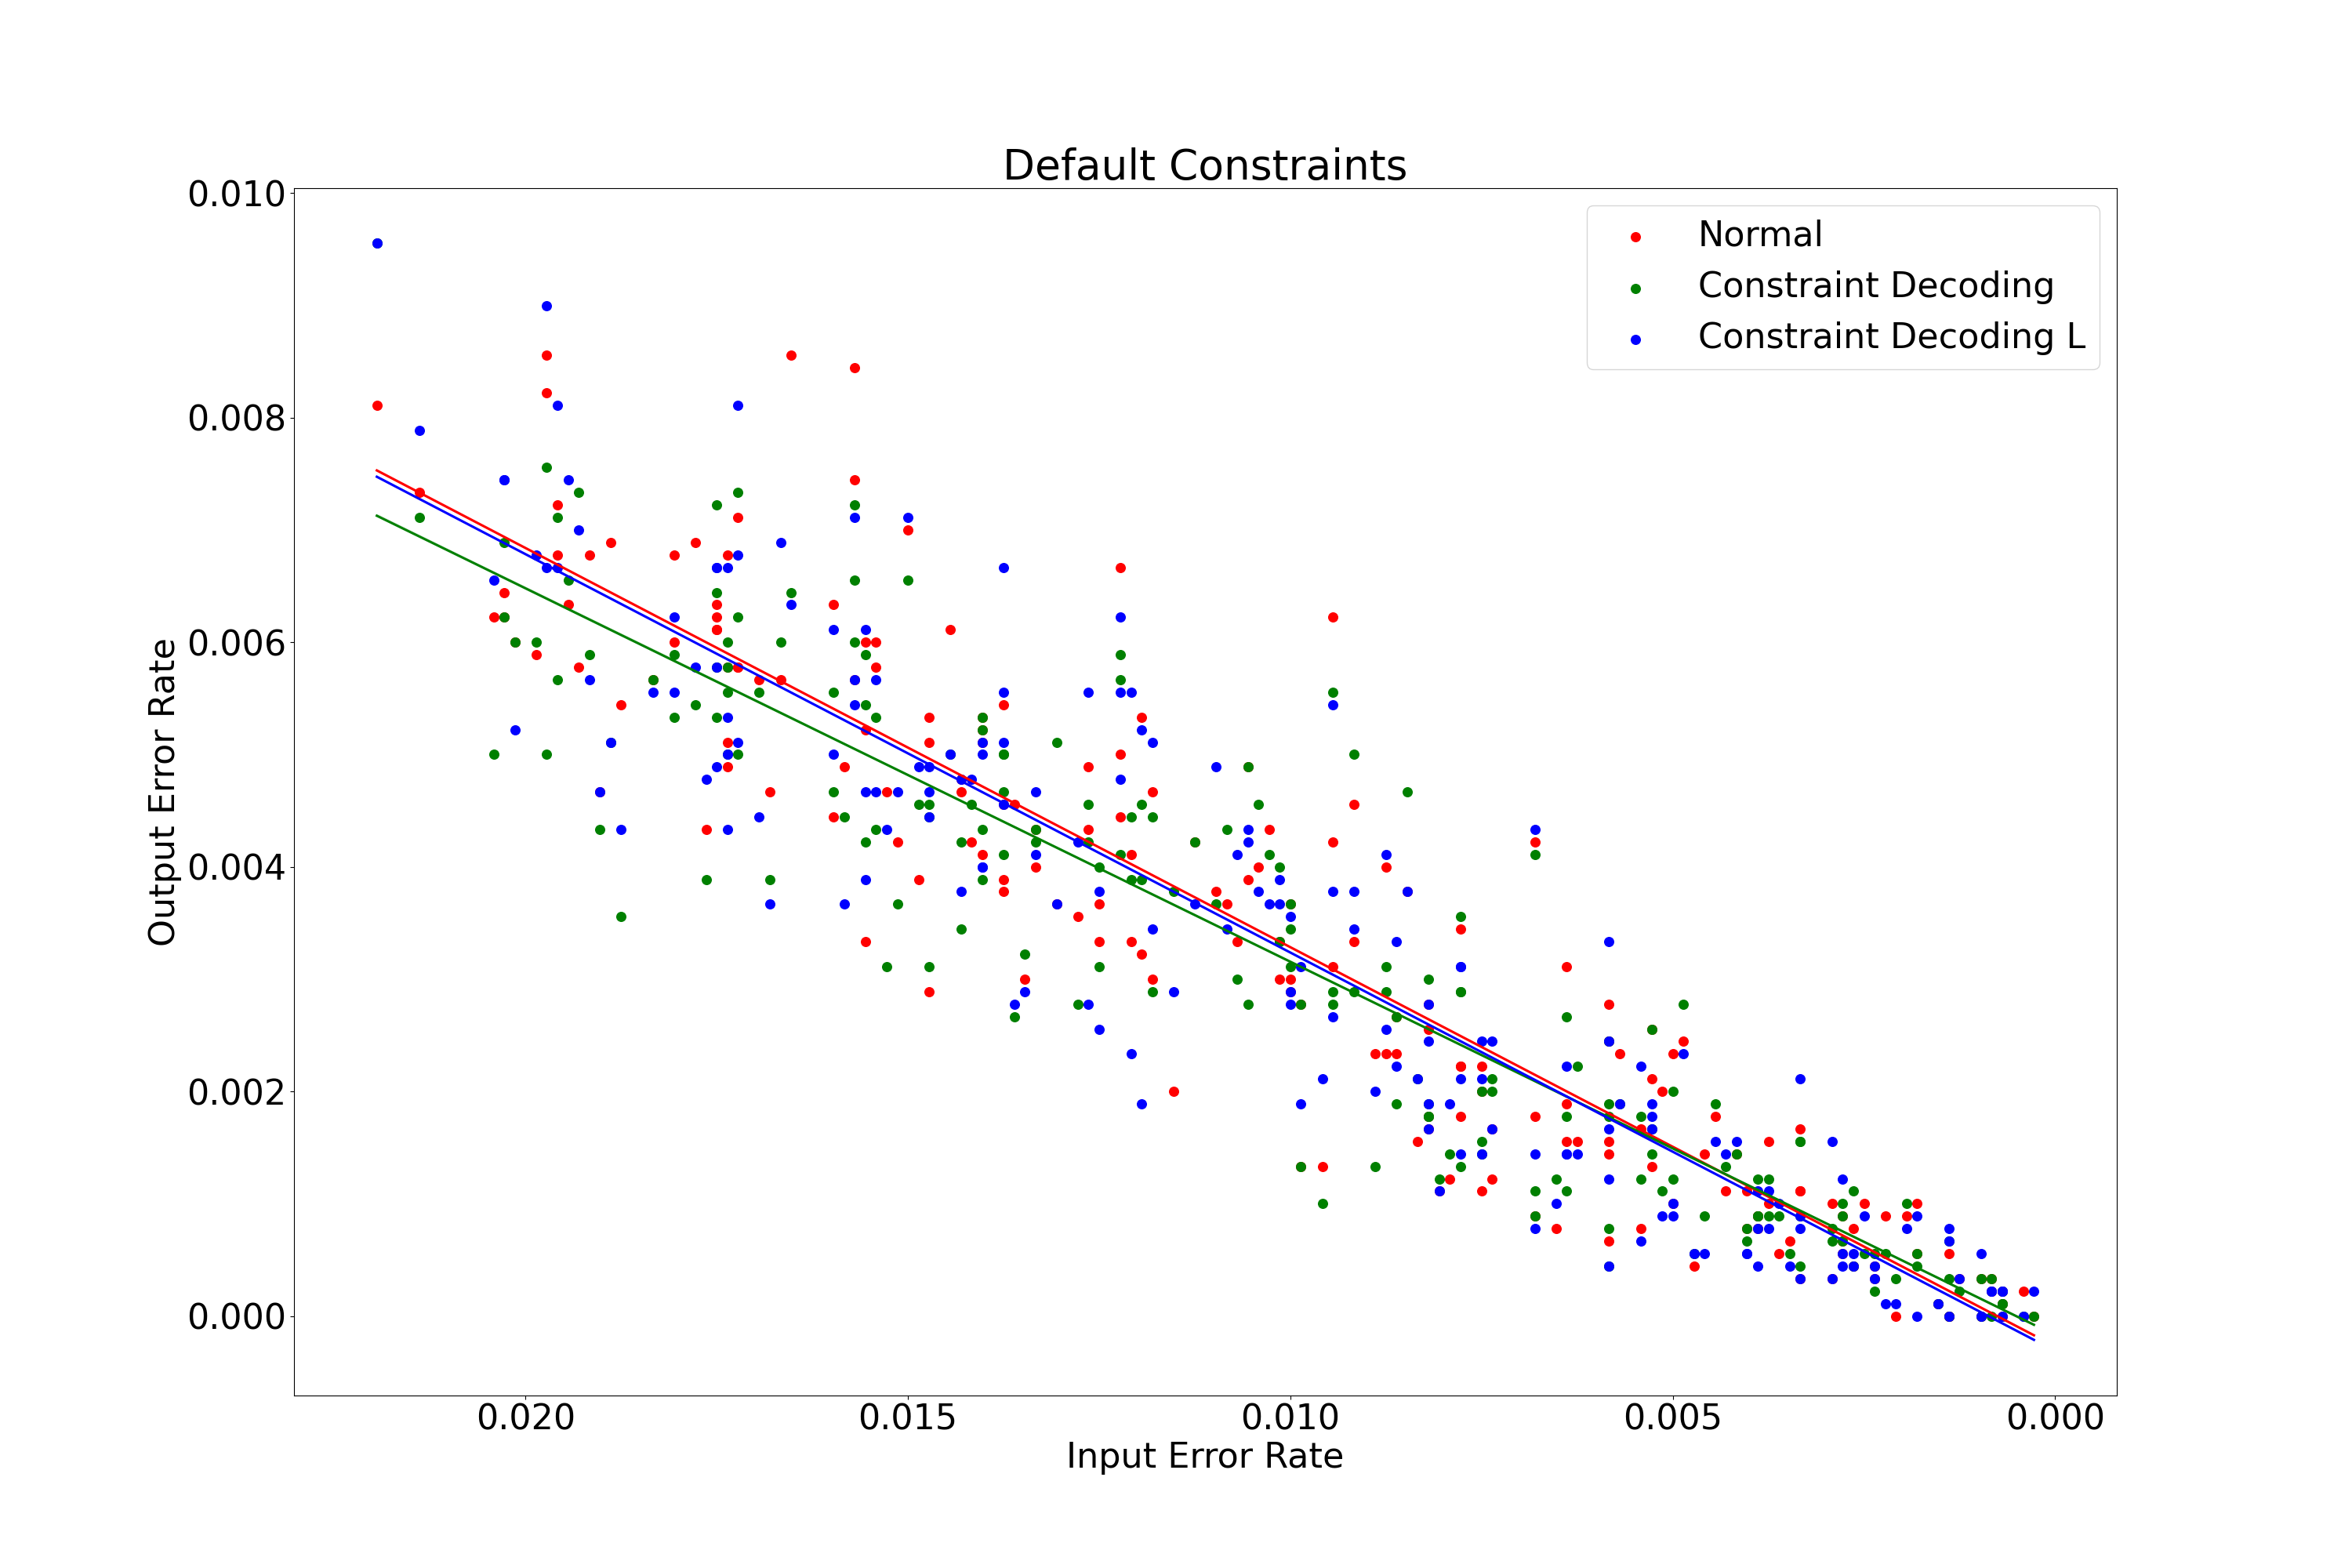 Default Constraints
0.010
0.008
0.006
0.004
0.002
0.000
Output Error Rate
Normal
Constraint Decoding
Constraint Decoding L
0.020
0.015
0.010
0.005
0.000
Input Error Rate